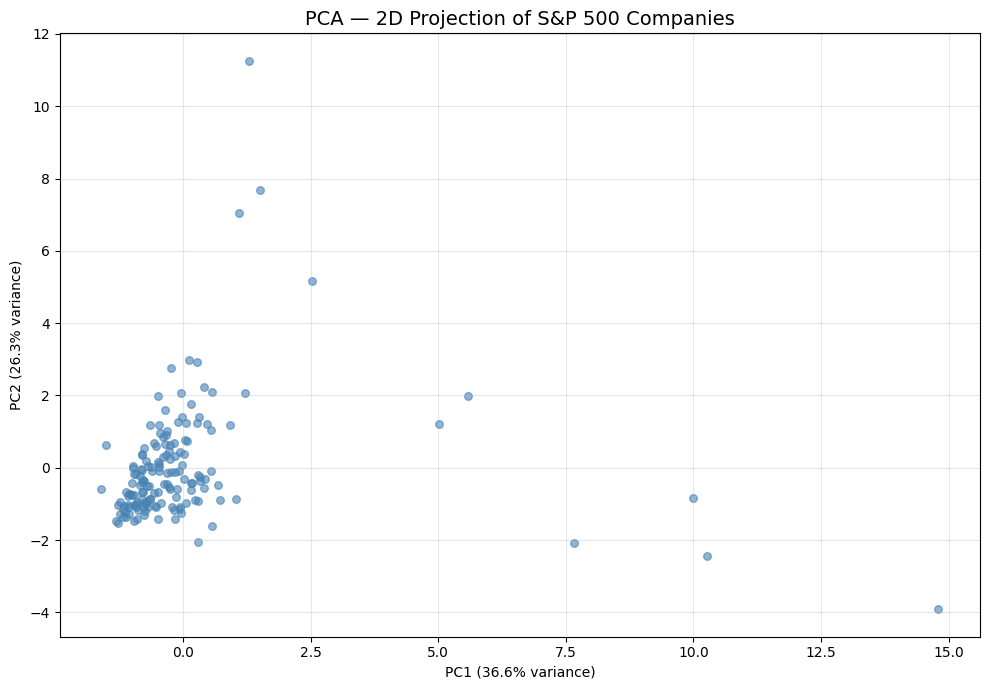 PCA — 2D Projection of S&P 500 Companies
12
10
8
6
4
2
0
−2
−4
PC2 (26.3% variance)
0.0 2.5 5.0 7.5 10.0 12.5 15.0
PC1 (36.6% variance)